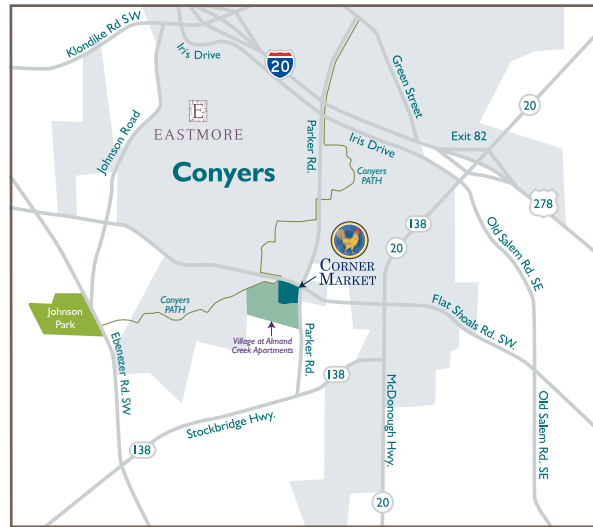 Klondike Rd SW
Iris Drive
20
Green Street
20
E
EASTMORE
Johnson Road
Parker Rd.
Iris Drive
Exit 82
Conyers
Conyers
PATH
278
138
20
CORNER
MARKET
Old Salem Rd. SE
Johnson
Park
Conyers
PATH
Flat Shoals Rd. SW.
Village at Almand
Creek Apartments
Parker Rd.
Ebenezer Rd. SW
138
McDonough Hwy.
Stockbridge Hwy.
Old Salem Rd. SE
138
20